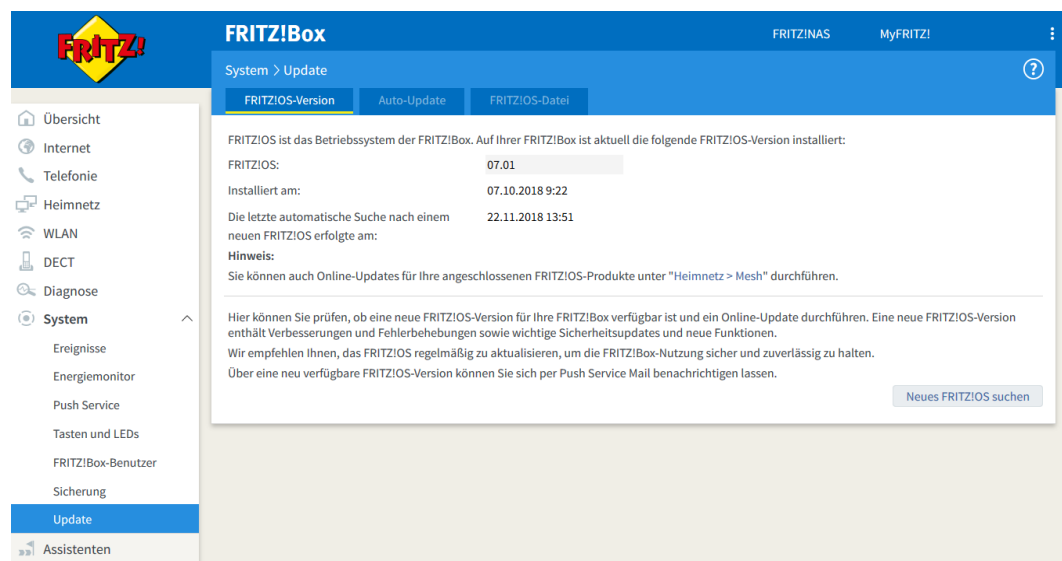 FRITZ!
FRITZ!Box
FRITZ!NAS
MyFRITZ!
System > Update
?
FRITZ!OS-Version
Auto-Update
FRITZ!OS-Datei
Übersicht
Internet
Telefonie
Heimnetz
WLAN
DECT
Diagnose
System
Ereignisse
Energiemonitor
Push Service
Tasten und LEDs
FRITZ!Box-Benutzer
Sicherung
Update
Assistenten
FRITZ!OS ist das Betriebssystem der FRITZ!Box. Auf Ihrer FRITZ!Box ist aktuell die folgende FRITZ!OS-Version installiert:
FRITZ!OS: 07.01
Installiert am: 07.10.2018 9:22
Die letzte automatische Suche nach einem 22.11.2018 13:51
neuen FRITZ!OS erfolgte am:
Hinweis:
Sie können auch Online-Updates für Ihre angeschlossenen FRITZ!OS-Produkte unter "Heimnetz > Mesh" durchführen.
Hier können Sie prüfen, ob eine neue FRITZ!OS-Version für Ihre FRITZ!Box verfügbar ist und ein Online-Update durchführen. Eine neue FRITZ!OS-Version
enthält Verbesserungen und Fehlerbehebungen sowie wichtige Sicherheitsupdates und neue Funktionen.
Wir empfehlen Ihnen, das FRITZ!OS regelmäßig zu aktualisieren, um die FRITZ!Box-Nutzung sicher und zuverlässig zu halten.
Über eine neu verfügbare FRITZ!OS-Version können Sie sich per Push Service Mail benachrichtigen lassen.
Neues FRITZ!OS suchen